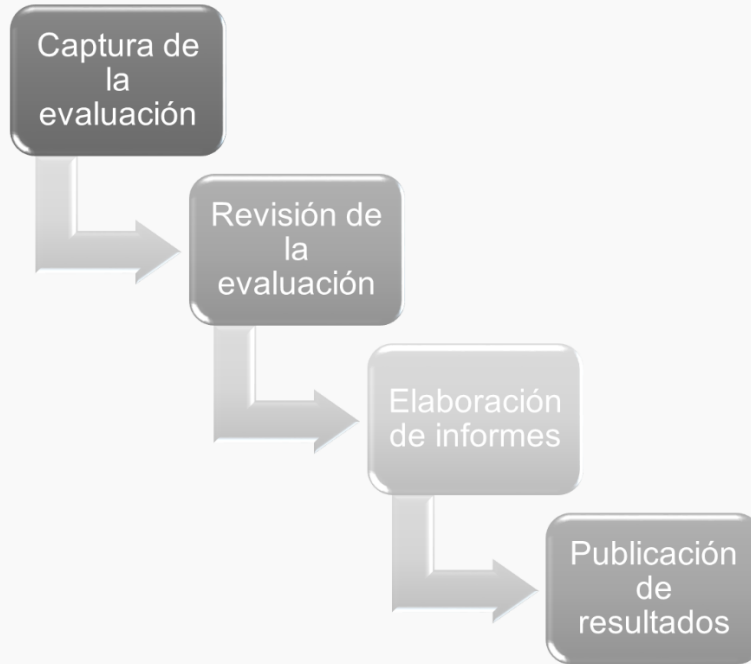 Captura de
la
evaluación
Revisión de
la
evaluación
Elaboración
de informes
Publicación
de
resultados